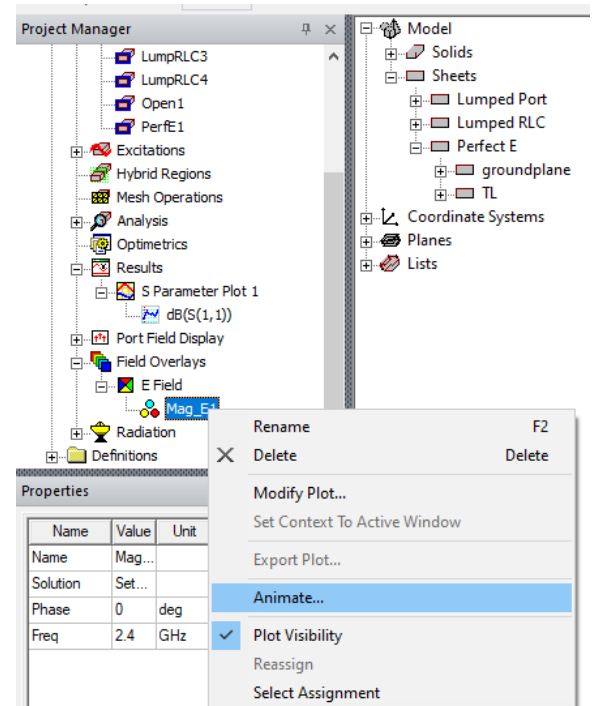 Project Manager
LumpRLC3
LumpRLC4
Open1
PerfE1
Excitations
Hybrid Regions
Mesh Operations
Analysis
Optimetrics
Results
S Parameter Plot 1
dB(S(1,1))
Port Field Display
Field Overlays
E Field
Mag_E1
Radiation
Definitions
Model
Solids
Sheets
Lumped Port
Lumped RLC
Perfect E
groundplane
TL
Coordinate Systems
Planes
Lists
Properties
Name Value Unit
Name Mag...
Solution Set...
Phase 0 deg
Freq 2.4 GHz
Rename F2
Delete Delete
Modify Plot...
Set Context To Active Window
Export Plot...
Animate...
Plot Visibility
Reassign
Select Assignment